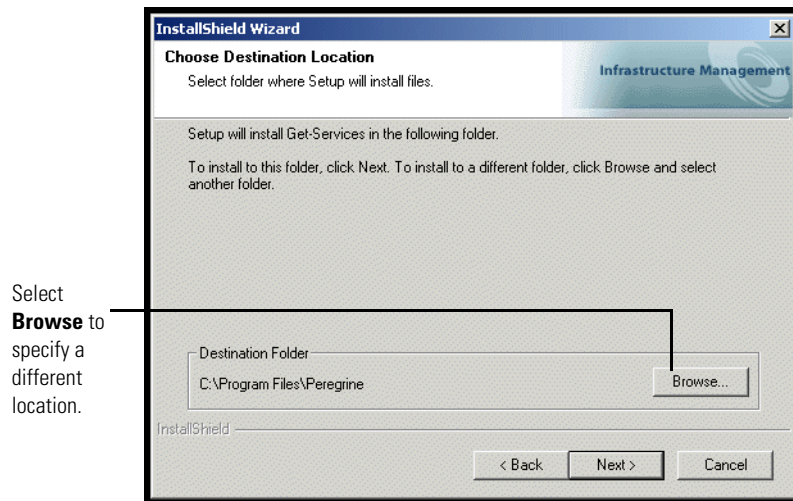 InstallShield Wizard
Choose Destination Location
Select folder where Setup will install files.
Infrastructure Management
Setup will install Get-Services in the following folder.
To install to this folder, click Next. To install to a different folder, click Browse and select
another folder.
Select
Browse to
specify a
different
location.
Destination Folder
C:\Program Files\Peregrine
Browse...
InstallShield
< Back
Next >
Cancel